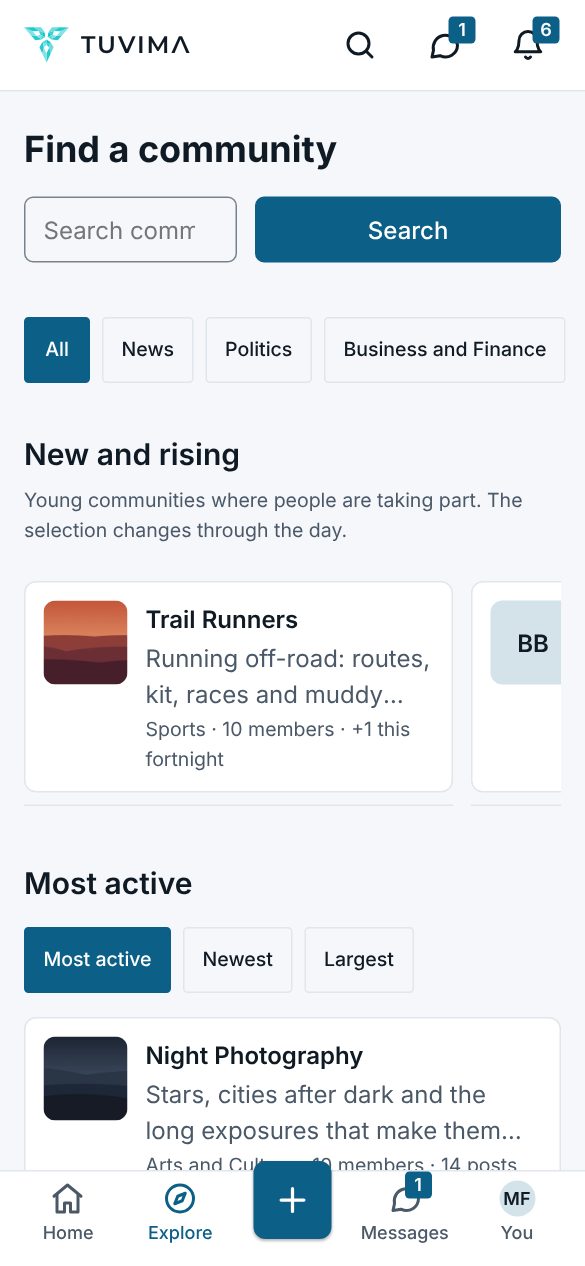 TUVIMA
1
6
Find a community
Search comm
Search
All
News
Politics
Business and Finance
New and rising
Young communities where people are taking part. The
selection changes through the day.
Trail Runners
Running off-road: routes,
kit, races and muddy...
Sports · 10 members · +1 this
fortnight
BB
Most active
Most active
Newest
Largest
Night Photography
Stars, cities after dark and the
long exposures that make them...
Arts and members · 14 posts
1
Home
Explore
Messages
MF
You